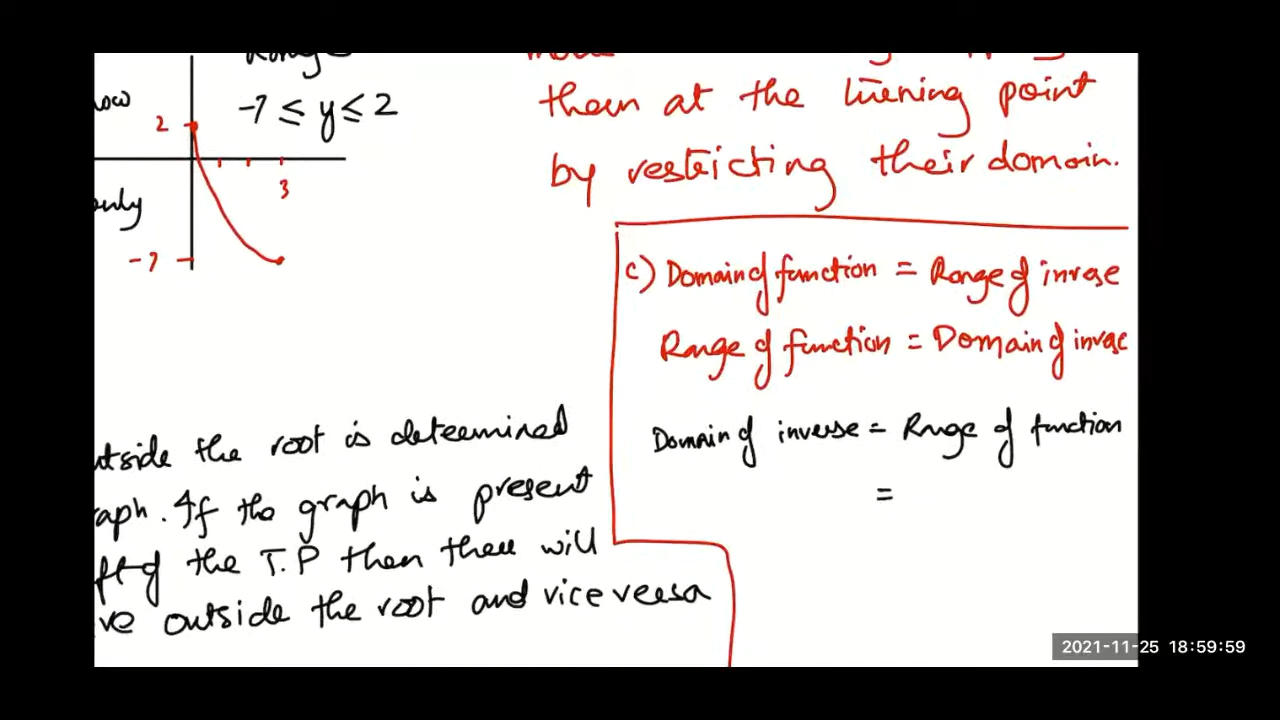 -7 ≤ y ≤ 2
2
3
-7
them at the turning point
by restricting their domain.
c) Domain of function = Range of inverse
Range of function = Domain of inverse
Domain of inverse = Range of function
=
outside the root is determined
graph. If the graph is present
the T.P then there will
outside the root and vice versa
2021-11-25 18:59:59